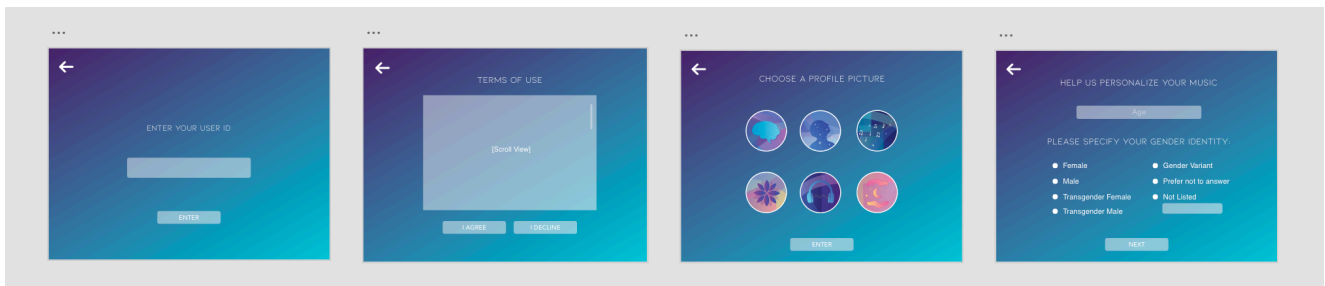 ENTER YOUR USER ID
ENTER
TERMS OF USE
[Scroll View]
I AGREE
I DECLINE
CHOOSE A PROFILE PICTURE
ENTER
HELP US PERSONALIZE YOUR MUSIC
Age
PLEASE SPECIFY YOUR GENDER IDENTITY:
Female
Male
Transgender Female
Transgender Male
Gender Variant
Prefer not to answer
Not Listed
NEXT